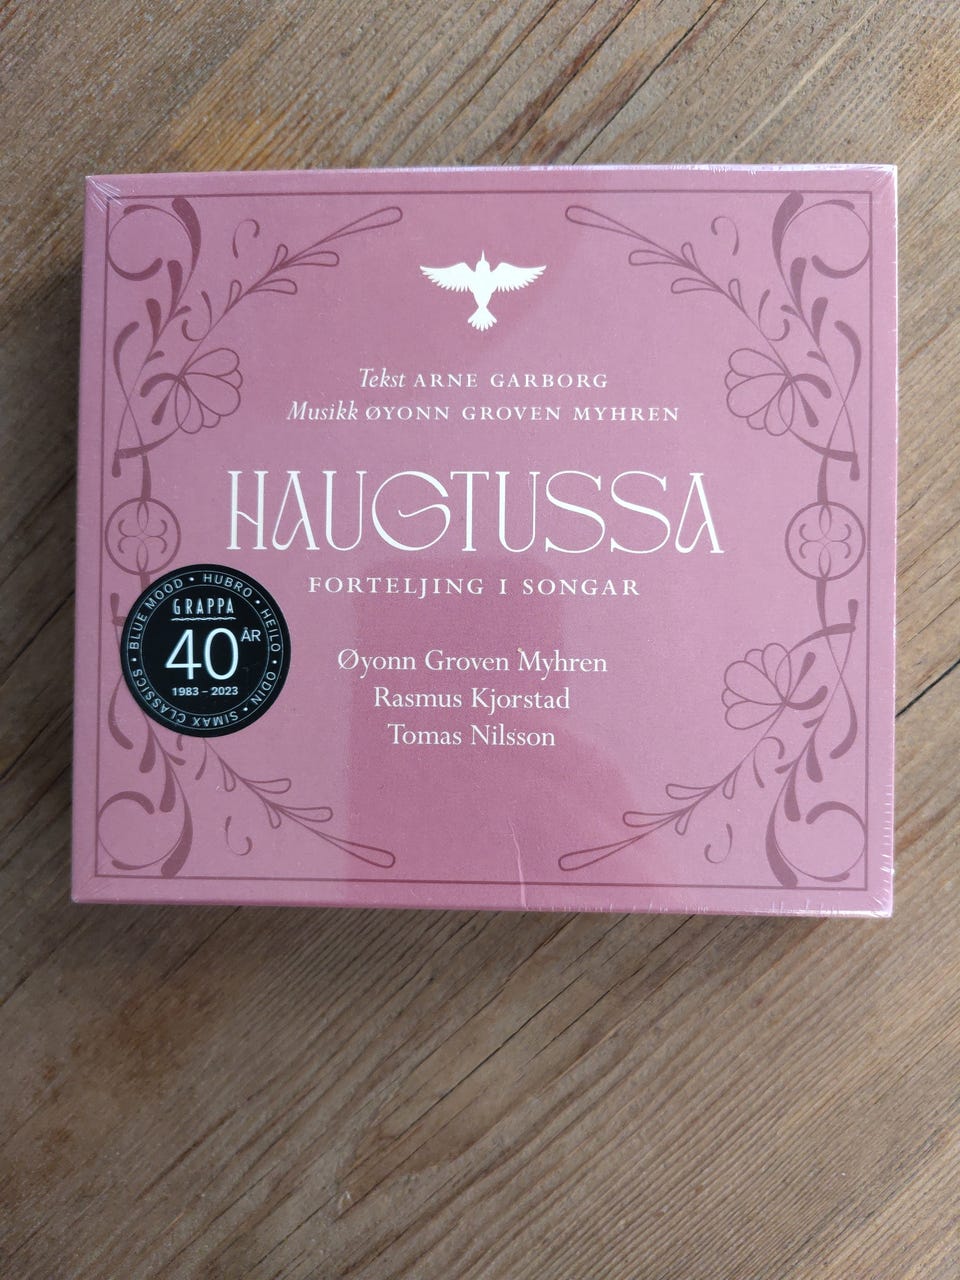 Tekst ARNE GARBORG
Musikk ØYONN GROVEN MYHREN
HAUGTUSSA
FORTELJING I SONGAR
Øyonn Groven Myhren
Rasmus Kjorstad
Tomas Nilsson
BLUE MOOD • HUBRO • HEILO • ODIN • SIMAX CLASSICS •
GRAPPA
40 ÅR
1983 – 2023